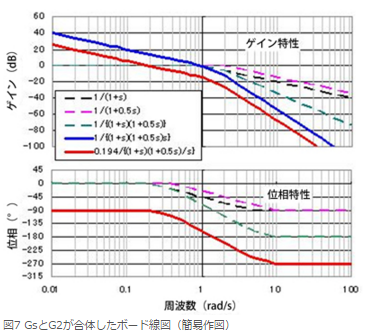 ゲイン特性
ゲイン（dB）
40
20
0
−20
−40
−60
−80
−100
1/(1+s)
1/(1+0.5s)
1/{(1+s)(1+0.5s)}
1/{(1+s)(1+0.5s)s}
0.194/{(1+s)(1+0.5s)/s}
位相特性
位相（°）
45
0
−45
−90
−135
−180
−225
−270
−315
0.01
0.1
1
10
100
周波数（rad/s）
図7 GsとG2が合体したボード線図（簡易作図）